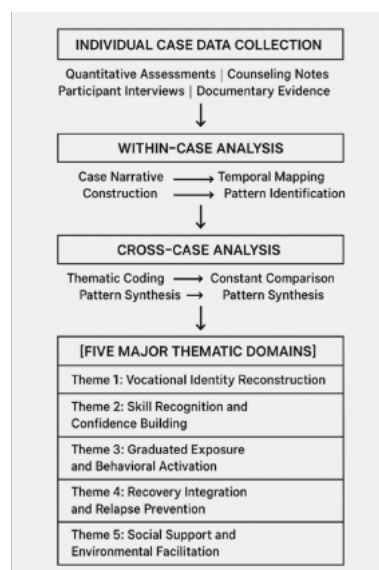 INDIVIDUAL CASE DATA COLLECTION
Quantitative Assessments | Counseling Notes
Participant Interviews | Documentary Evidence
WITHIN-CASE ANALYSIS
Case Narrative → Temporal Mapping
Construction → Pattern Identification
CROSS-CASE ANALYSIS
Thematic Coding → Constant Comparison
Pattern Synthesis → Pattern Synthesis
[FIVE MAJOR THEMATIC DOMAINS]
Theme 1: Vocational Identity Reconstruction
Theme 2: Skill Recognition and
Confidence Building
Theme 3: Graduated Exposure
and Behavioral Activation
Theme 4: Recovery Integration
and Relapse Prevention
Theme 5: Social Support and
Environmental Facilitation